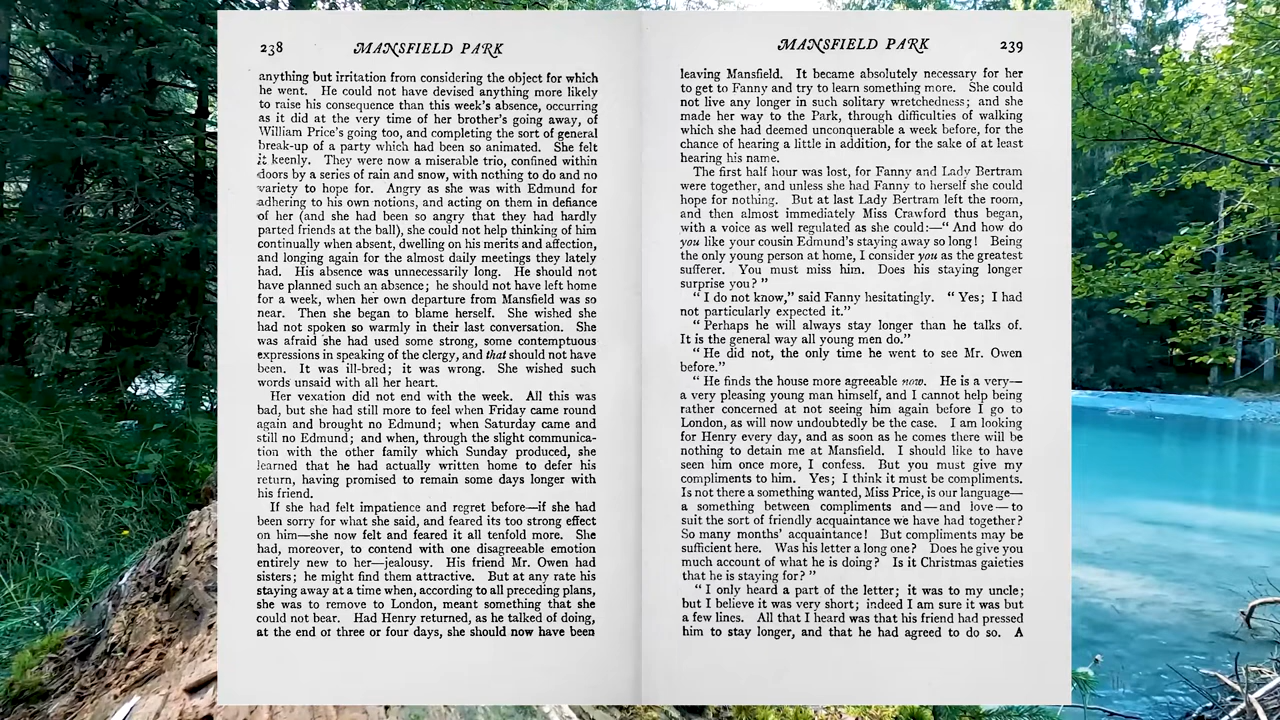 238 MANSFIELD PARK
anything but irritation from considering the object for which
he went. He could not have devised anything more likely
to raise his consequence than this week's absence, occurring
as it did at the very time of her brother's going away, of
William Price's going too, and completing the sort of general
break-up of a party which had been so animated. She felt
it keenly. They were now a miserable trio, confined within
doors by a series of rain and snow, with nothing to do and no
variety to hope for. Angry as she was with Edmund for
adhering to his own notions, and acting on them in defiance
of her (and she had been so angry that they had hardly
parted friends at the ball), she could not help thinking of him
continually when absent, dwelling on his merits and affection,
and longing again for the almost daily meetings they lately
had. His absence was unnecessarily long. He should not
have planned such an absence; he should not have left home
for a week, when her own departure from Mansfield was so
near. Then she began to blame herself. She wished she
had not spoken so warmly in their last conversation. She
was afraid she had used some strong, some contemptuous
expressions in speaking of the clergy, and that should not have
been. It was ill-bred; it was wrong. She wished such
words unsaid with all her heart.
Her vexation did not end with the week. All this was
bad, but she had still more to feel when Friday came round
again and brought no Edmund; when Saturday came and
still no Edmund; and when, through the slight communica-
tion with the other family which Sunday produced, she
learned that he had actually written home to defer his
return, having promised to remain some days longer with
his friend.
If she had felt impatience and regret before—if she had
been sorry for what she said, and feared its too strong effect
on him—she now felt and feared it all tenfold more. She
had, moreover, to contend with one disagreeable emotion
entirely new to her—jealousy. His friend Mr. Owen had
sisters; he might find them attractive. But at any rate his
staying away at a time when, according to all preceding plans,
she was to remove to London, meant something that she
could not bear. Had Henry returned, as he talked of doing,
at the end of three or four days, she should now have been
MANSFIELD PARK 239
leaving Mansfield. It became absolutely necessary for her
to get to Fanny and try to learn something more. She could
not live any longer in such solitary wretchedness; and she
made her way to the Park, through difficulties of walking
which she had deemed unconquerable a week before, for the
chance of hearing a little in addition, for the sake of at least
hearing his name.
The first half hour was lost, for Fanny and Lady Bertram
were together, and unless she had Fanny to herself she could
hope for nothing. But at last Lady Bertram left the room,
and then almost immediately Miss Crawford thus began,
with a voice as well regulated as she could:—“ And how do
you like your cousin Edmund's staying away so long! Being
the only young person at home, I consider you as the greatest
sufferer. You must miss him. Does his staying longer
surprise you? ”
“ I do not know,” said Fanny hesitatingly. “ Yes; I had
not particularly expected it.”
“ Perhaps he will always stay longer than he talks of.
It is the general way all young men do.”
“ He did not, the only time he went to see Mr. Owen
before.”
“ He finds the house more agreeable now. He is a very—
a very pleasing young man himself, and I cannot help being
rather concerned at not seeing him again before I go to
London, as will now undoubtedly be the case. I am looking
for Henry every day, and as soon as he comes there will be
nothing to detain me at Mansfield. I should like to have
seen him once more, I confess. But you must give my
compliments to him. Yes; I think it must be compliments.
Is not there a something wanted, Miss Price, is our language—
a something between compliments and—and love—to
suit the sort of friendly acquaintance we have had together?
So many months' acquaintance! But compliments may be
sufficient here. Was his letter a long one? Does he give you
much account of what he is doing? Is it Christmas gaieties
that he is staying for? ”
“ I only heard a part of the letter; it was to my uncle;
but I believe it was very short; indeed I am sure it was but
a few lines. All that I heard was that his friend had pressed
him to stay longer, and that he had agreed to do so. A